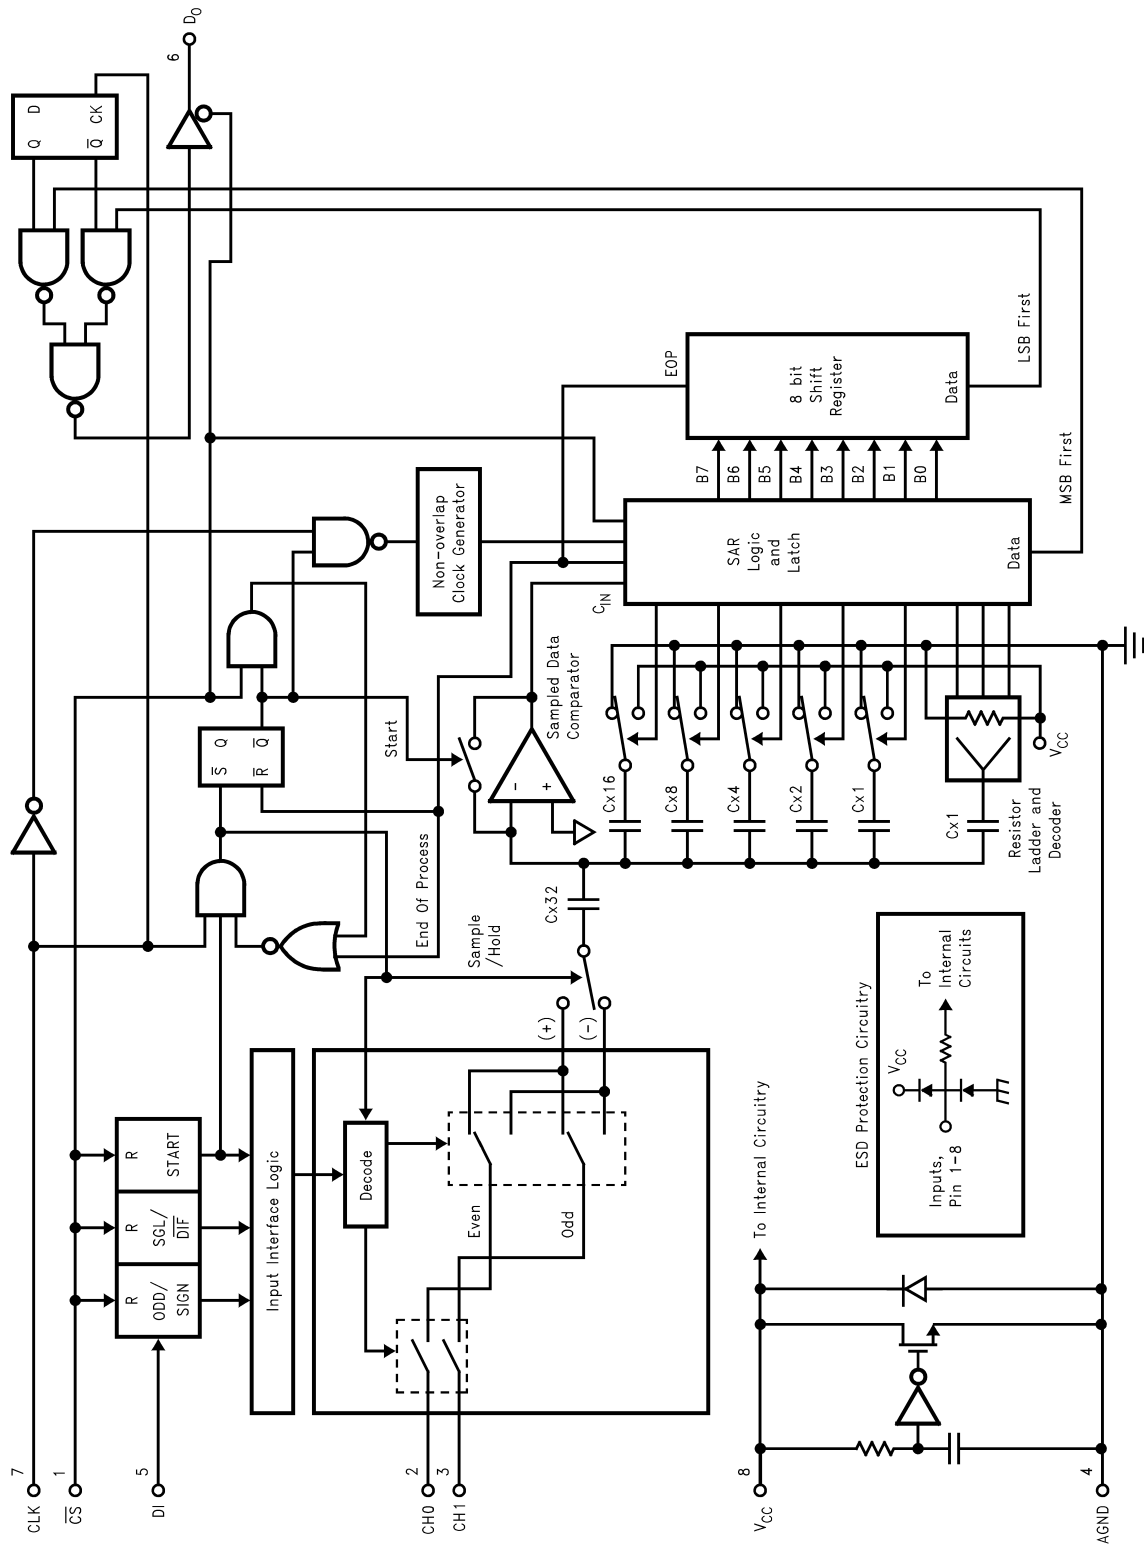 CLK
7
CS
1
DI
5
CH0
2
CH1
3
VCC
8
AGND
4
R
ODD/
SIGN
R
SGL/
DIF
R
START
Input Interface Logic
Decode
Even
Odd
(+)
(−)
Sample
/Hold
End Of Process
S
Q
R
Q
Start
Cx32
Sampled Data
Comparator
−
+
Cx16
Cx8
Cx4
Cx2
Cx1
Cx1
Resistor
Ladder and
Decoder
VCC
Non-overlap
Clock Generator
CIN
SAR
Logic
and
Latch
Data
B7
B6
B5
B4
B3
B2
B1
B0
MSB First
EOP
8 bit
Shift
Register
Data
LSB First
Q
D
Q
CK
6
DO
To Internal Circuitry
ESD Protection Circuitry
Inputs,
Pin 1-8
VCC
To
Internal
Circuits